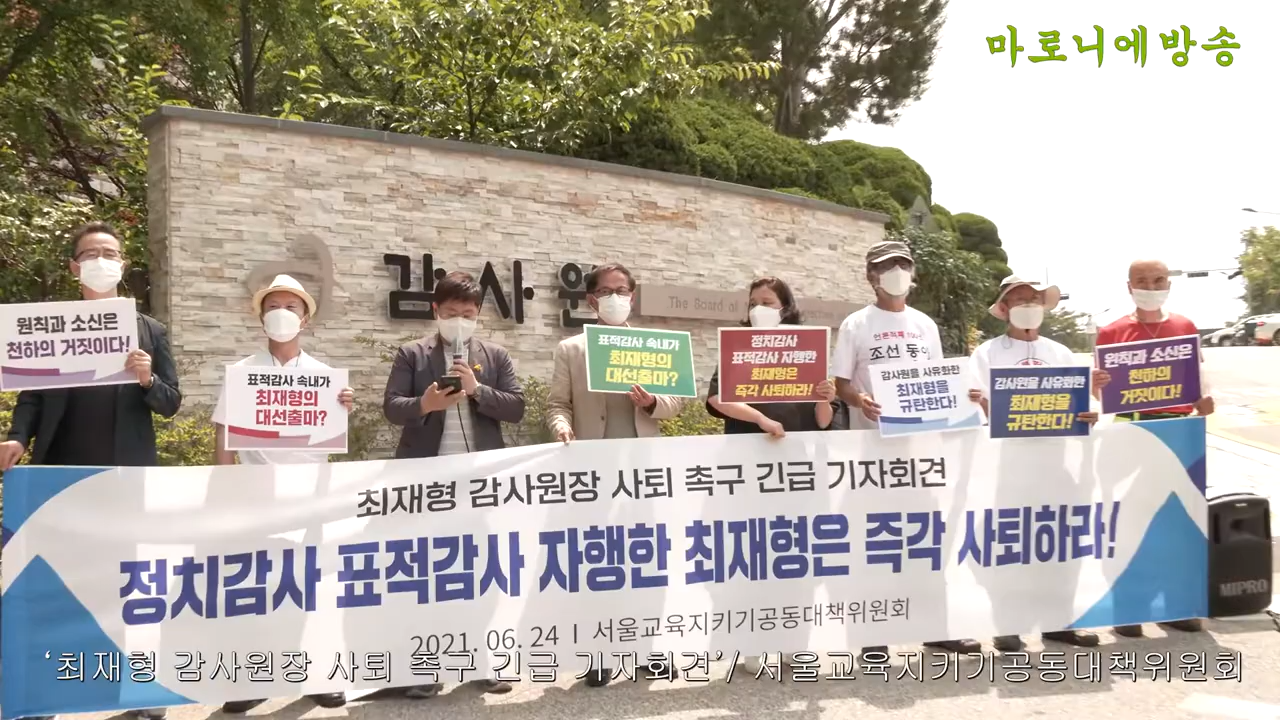 마로니에방송
감사원
The Board of
원칙과 소신은
천하의 거짓이다!
표적감사 속내가
최재형의
대선출마?
표적감사 속내가
최재형의
대선출마?
정치감사
표적감사 자행한
최재형은
즉각 사퇴하라!
조선 동아
감사원을 사유화한
최재형을
규탄한다!
감사원을 사유화한
최재형을
규탄한다!
원칙과 소신은
천하의
거짓이다!
최재형 감사원장 사퇴 촉구 긴급 기자회견
정치감사 표적감사 자행한 최재형은 즉각 사퇴하라!
2021. 06. 24 | 서울교육지키기공동대책위원회
MIPRO
‘최재형 감사원장 사퇴 촉구 긴급 기자회견’/ 서울교육지키기공동대책위원회